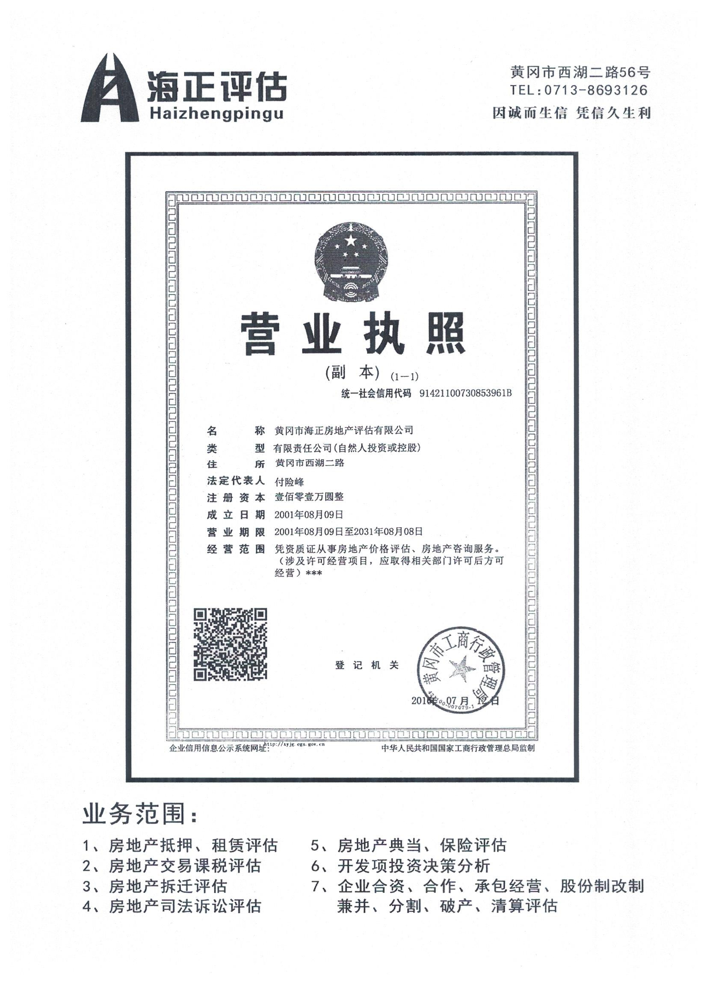 海正评估
Haizhengpingu
黄冈市西湖二路56号
TEL:0713-8693126
因诚而生信 凭信久生利
营业执照
(副 本) (1—1)
统一社会信用代码 91421100730853961B
名称 黄冈市海正房地产评估有限公司
类型 有限责任公司(自然人投资或控股)
住所 黄冈市西湖二路
法定代表人 付险峰
注册资本 壹佰零壹万圆整
成立日期 2001年08月09日
营业期限 2001年08月09日至2031年08月08日
经营范围 凭资质证从事房地产价格评估、房地产咨询服务。
（涉及许可经营项目，应取得相关部门许可后方可
经营）***
黄冈市工商行政管理局
登记机关
2016年 07月 12日
企业信用信息公示系统网址: http://xyjg.egs.gov.cn
中华人民共和国国家工商行政管理总局监制
业务范围:
1、房地产抵押、租赁评估
2、房地产交易课税评估
3、房地产拆迁评估
4、房地产司法诉讼评估
5、房地产典当、保险评估
6、开发项投资决策分析
7、企业合资、合作、承包经营、股份制改制
兼并、分割、破产、清算评估